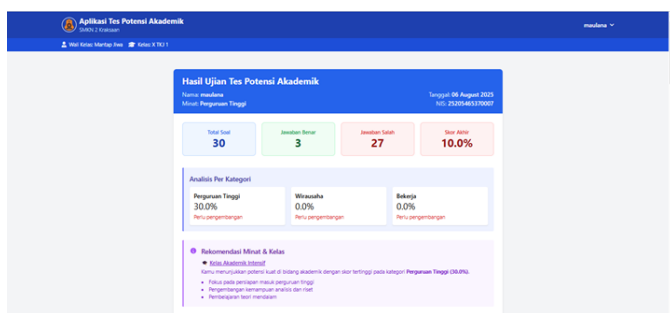 Aplikasi Tes Potensi Akademik
SMKN 2 Kraksaan
maulana
Wali Kelas: Mantap Jiwa Kelas: X TKJ 1
Hasil Ujian Tes Potensi Akademik
Nama: maulana
Minat: Perguruan Tinggi
Tanggal: 06 August 2025
NIS: 25205465370007
Total Soal
30
Jawaban Benar
3
Jawaban Salah
27
Skor Akhir
10.0%
Analisis Per Kategori
Perguruan Tinggi
30.0%
Perlu pengembangan
Wirausaha
0.0%
Perlu pengembangan
Bekerja
0.0%
Perlu pengembangan
Rekomendasi Minat & Kelas
Kelas Akademik Intensif
Kamu menunjukkan potensi kuat di bidang akademik dengan skor tertinggi pada kategori Perguruan Tinggi (30.0%).
Fokus pada persiapan masuk perguruan tinggi
Pengembangan kemampuan analisis dan riset
Pembelajaran teori mendalam